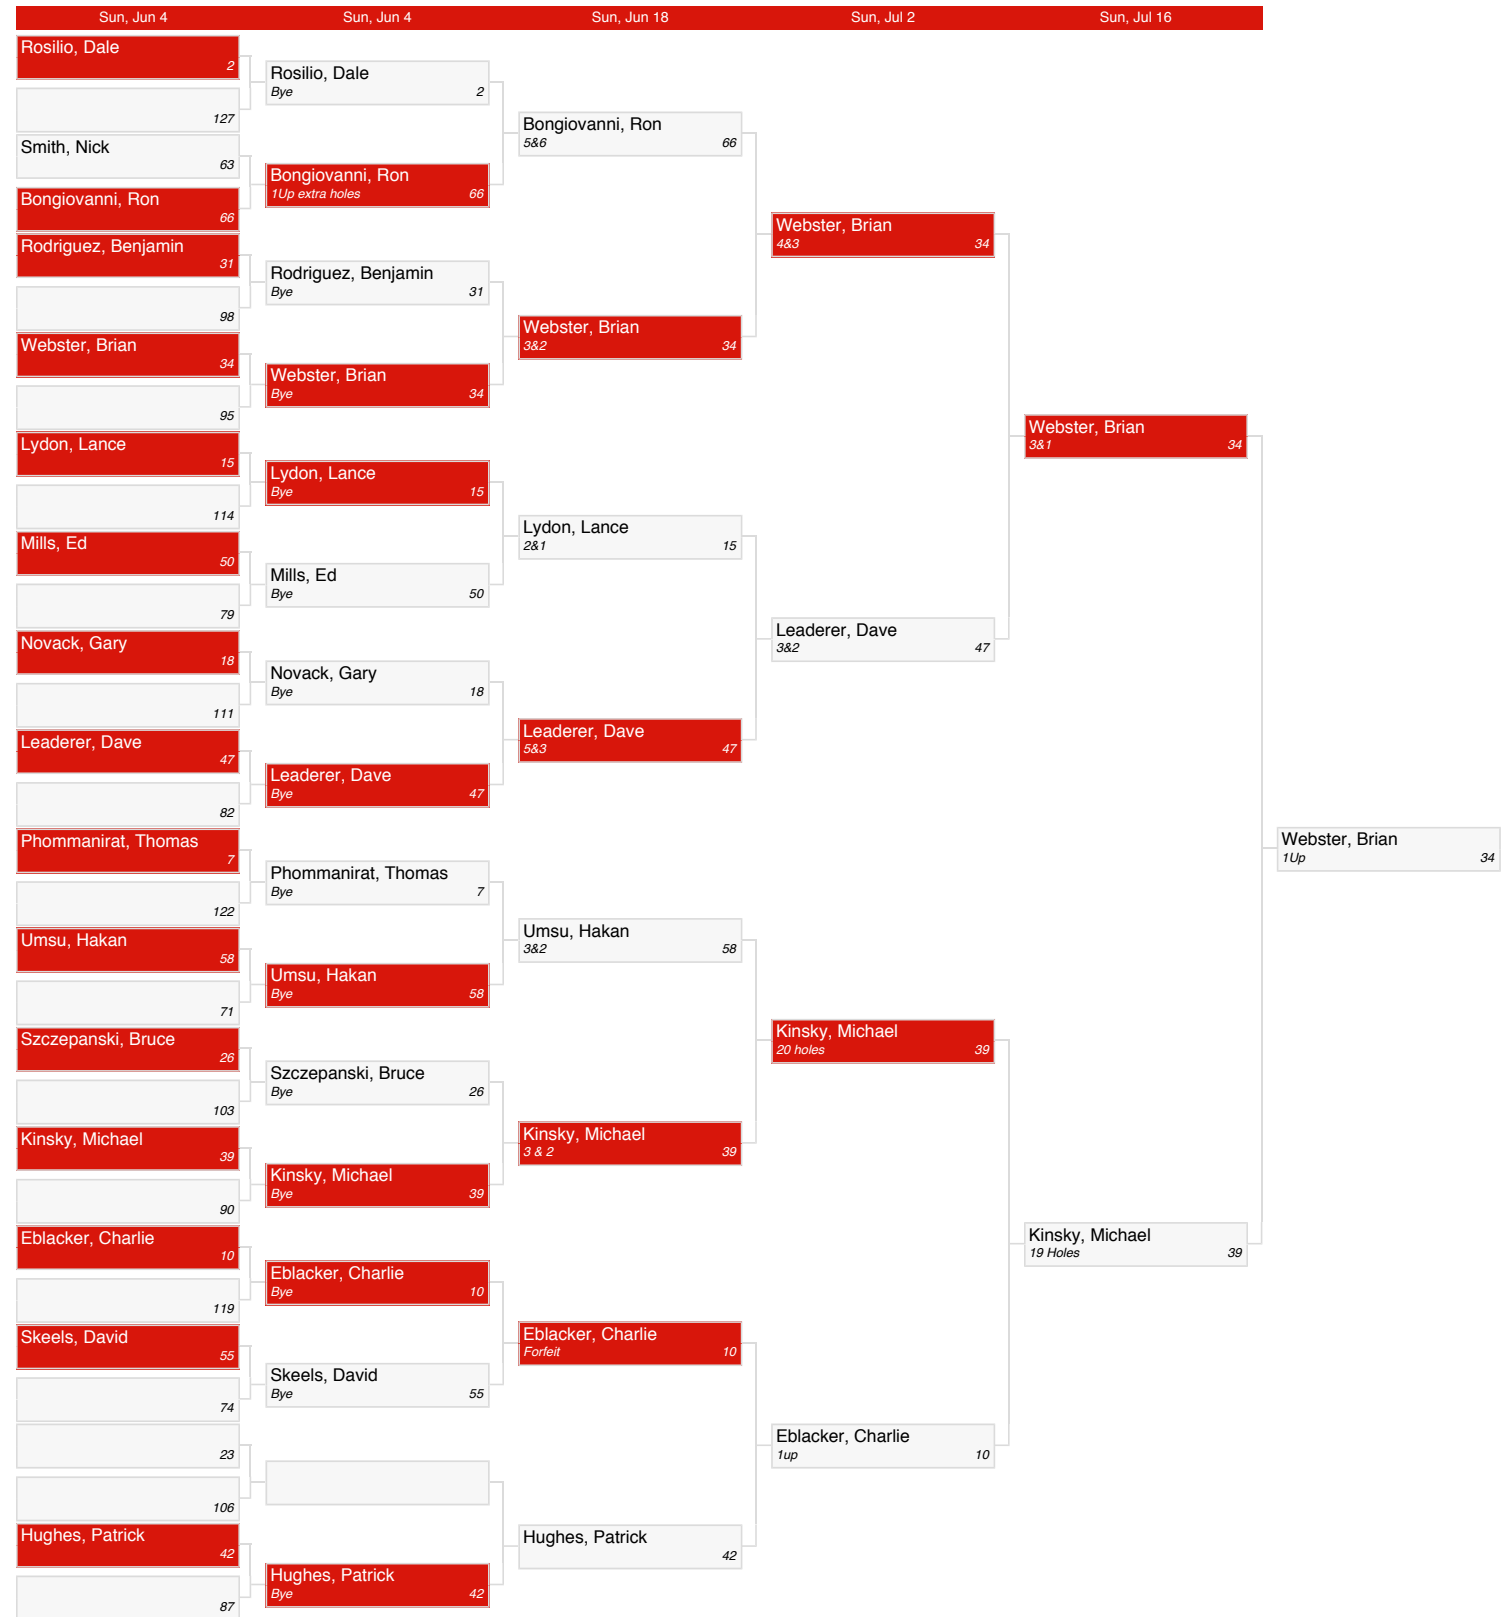 Sun, Jun 4
Sun, Jun 4
Sun, Jun 18
Sun, Jul 2
Sun, Jul 16
Rosilio, Dale
2
127
Smith, Nick
63
Bongiovanni, Ron
66
Rodriguez, Benjamin
31
98
Webster, Brian
34
95
Lydon, Lance
15
114
Mills, Ed
50
79
Novack, Gary
18
111
Leaderer, Dave
47
82
Phommanirat, Thomas
7
122
Umsu, Hakan
58
71
Szczepanski, Bruce
26
103
Kinsky, Michael
39
90
Eblacker, Charlie
10
119
Skeels, David
55
74
23
106
Hughes, Patrick
42
87
Rosilio, Dale
Bye 2
Bongiovanni, Ron
1Up extra holes 66
Rodriguez, Benjamin
Bye 31
Webster, Brian
Bye 34
Lydon, Lance
Bye 15
Mills, Ed
Bye 50
Novack, Gary
Bye 18
Leaderer, Dave
Bye 47
Phommanirat, Thomas
Bye 7
Umsu, Hakan
Bye 58
Szczepanski, Bruce
Bye 26
Kinsky, Michael
Bye 39
Eblacker, Charlie
Bye 10
Skeels, David
Bye 55
Hughes, Patrick
Bye 42
Bongiovanni, Ron
5&6 66
Webster, Brian
3&2 34
Lydon, Lance
2&1 15
Leaderer, Dave
5&3 47
Umsu, Hakan
3&2 58
Kinsky, Michael
3 & 2 39
Eblacker, Charlie
Forfeit 10
Hughes, Patrick
42
Webster, Brian
4&3 34
Leaderer, Dave
3&2 47
Kinsky, Michael
20 holes 39
Eblacker, Charlie
1up 10
Webster, Brian
3&1 34
Kinsky, Michael
19 Holes 39
Webster, Brian
1Up 34